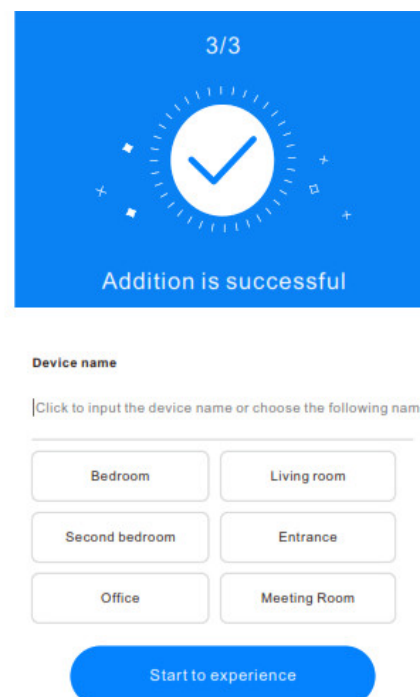 3/3
Addition is successful
Device name
Click to input the device name or choose the following nam
Bedroom Living room
Second bedroom Entrance
Office Meeting Room
Start to experience